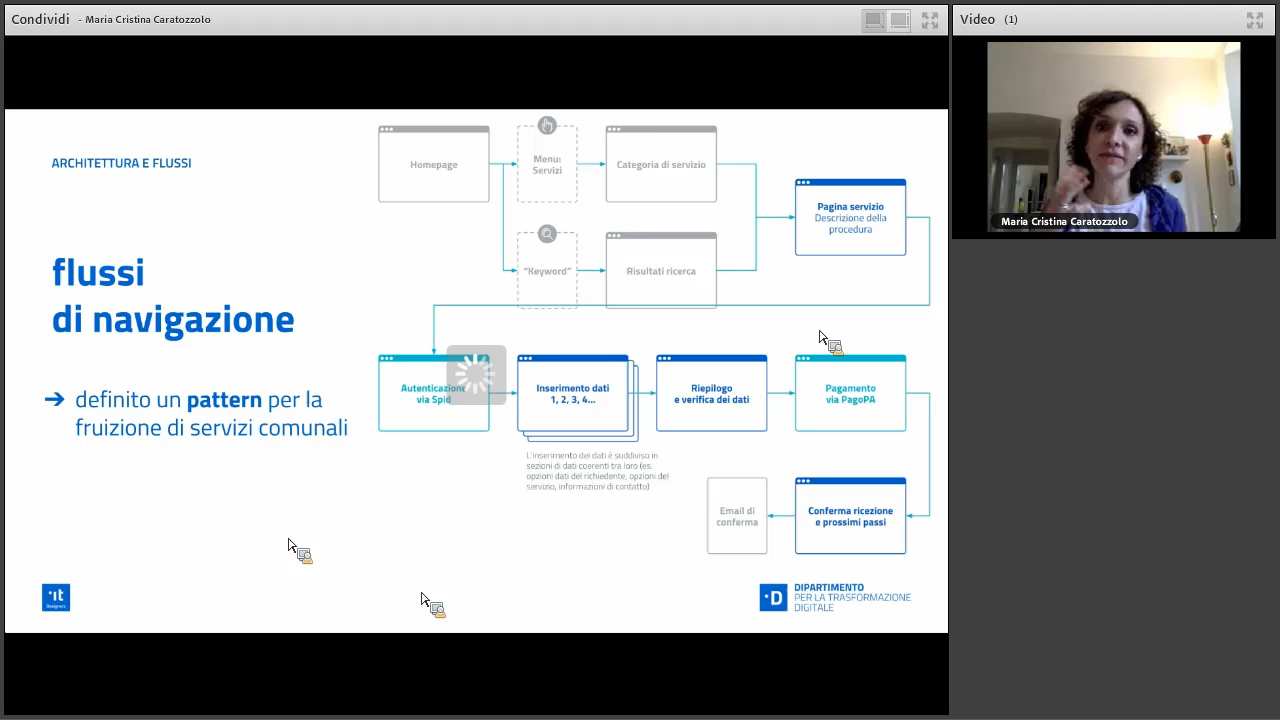 Condividi - Maria Cristina Caratozzolo
Video (1)
ARCHITETTURA E FLUSSI
flussi
di navigazione
➔ definito un pattern per la
fruizione di servizi comunali
Homepage
Menu:
Servizi
Categoria di servizio
"Keyword"
Risultati ricerca
Pagina servizio
Descrizione della
procedura
Autenticazione
via Spid
Inserimento dati
1, 2, 3, 4...
Riepilogo
e verifica dei dati
Pagamento
via PagoPA
L'inserimento dei dati è suddiviso in
sezioni di dati coerenti tra loro (es.
opzioni dati del richiedente, opzioni del
servizio, informazioni di contatto)
Email di
conferma
Conferma ricezione
e prossimi passi
·ıt
Designers
·D
DIPARTIMENTO
PER LA TRASFORMAZIONE
DIGITALE
Maria Cristina Caratozzolo